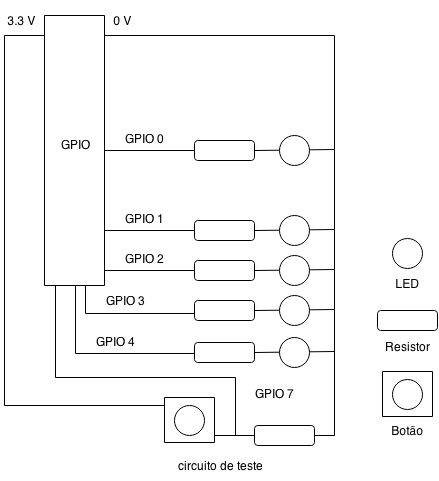 3.3 V
0 V
GPIO
GPIO 0
GPIO 1
GPIO 2
GPIO 3
GPIO 4
GPIO 7
LED
Resistor
Botão
circuito de teste